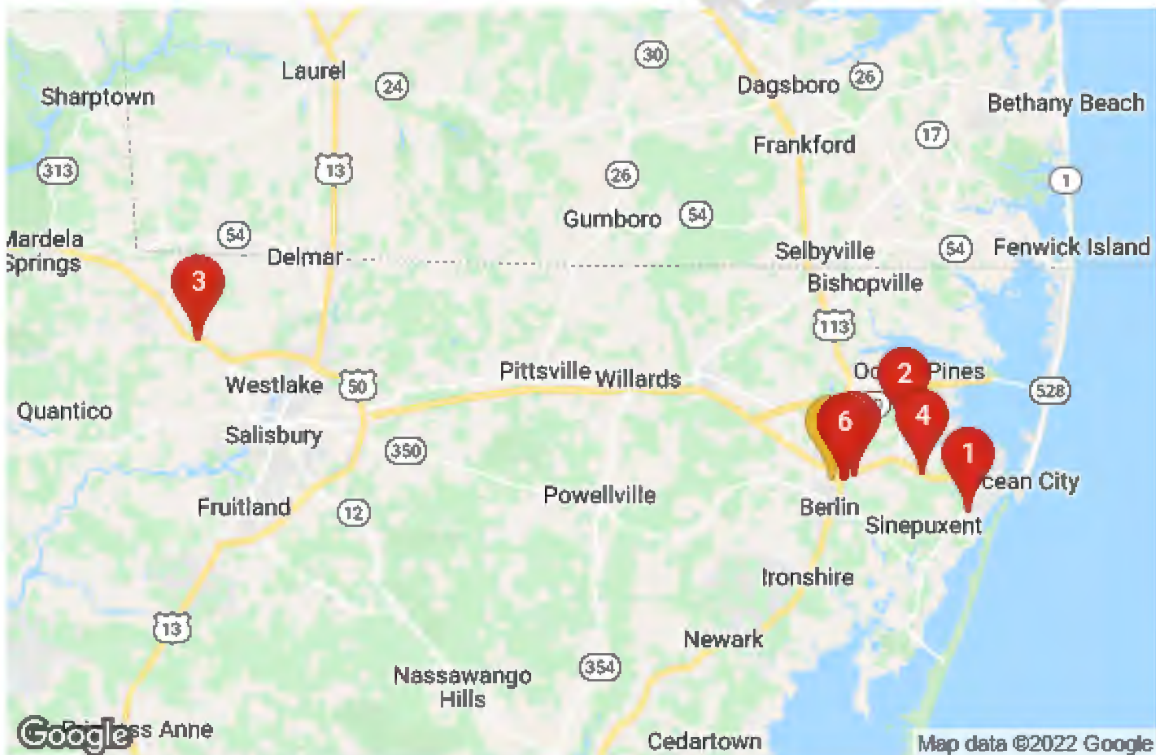 30
Laurel
Dagsboro
26
24
Sharptown
Bethany Beach
17
Frankford
313
13
26
1
54
Gumboro
54
Mardela
Springs
Delmar
Selbyville
54
Fenwick Island
3
Bishopville
113
Pittsville
Willards
2
Pines
Westlake
50
528
Quantico
6
4
Salisbury
350
1
Ocean City
Powellville
Berlin
Fruitland
12
Sinepuxent
Ironshire
13
Newark
354
Nassawango
Hills
Google
ss Anne
Cedartown
Map data ©2022 Google